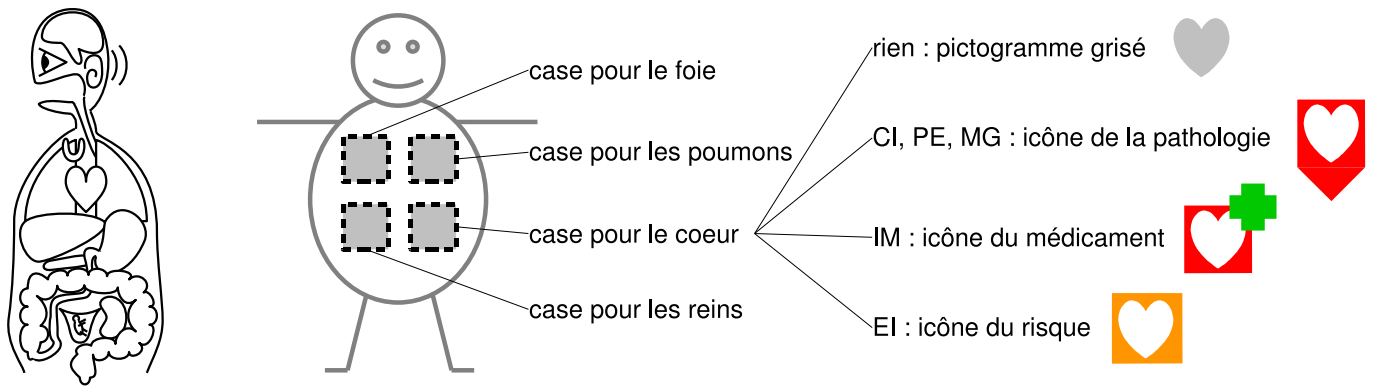 case pour le foie
case pour les poumons
case pour le coeur
case pour les reins
rien : pictogramme grisé
CI, PE, MG : icône de la pathologie
IM : icône du médicament
EI : icône du risque